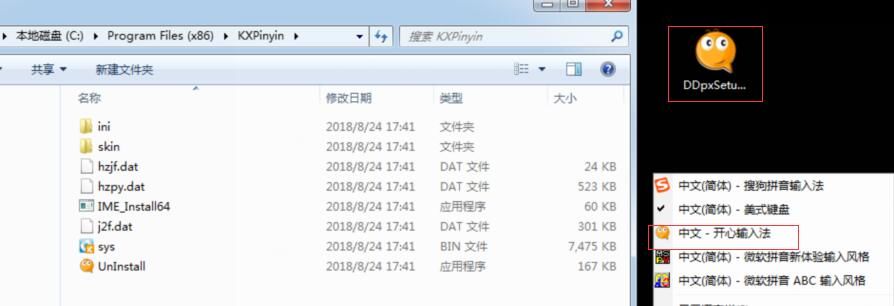 本地磁盘 (C:) ▸ Program Files (x86) ▸ KXPinyin ▸
搜索 KXPinyin
共享 ▼ 新建文件夹
名称 修改日期 类型 大小
ini 2018/8/24 17:41 文件夹
skin 2018/8/24 17:41 文件夹
hzjf.dat 2018/8/24 17:41 DAT 文件 24 KB
hzpy.dat 2018/8/24 17:41 DAT 文件 523 KB
IME_Install64 2018/8/24 17:41 应用程序 60 KB
j2f.dat 2018/8/24 17:41 DAT 文件 301 KB
sys 2018/8/24 17:41 BIN 文件 7,475 KB
UnInstall 2018/8/24 17:41 应用程序 167 KB
DDpxSetu...
中文(简体) - 搜狗拼音输入法
中文(简体) - 美式键盘
中文 - 开心输入法
中文(简体) - 微软拼音新体验输入风格
中文(简体) - 微软拼音 ABC 输入风格